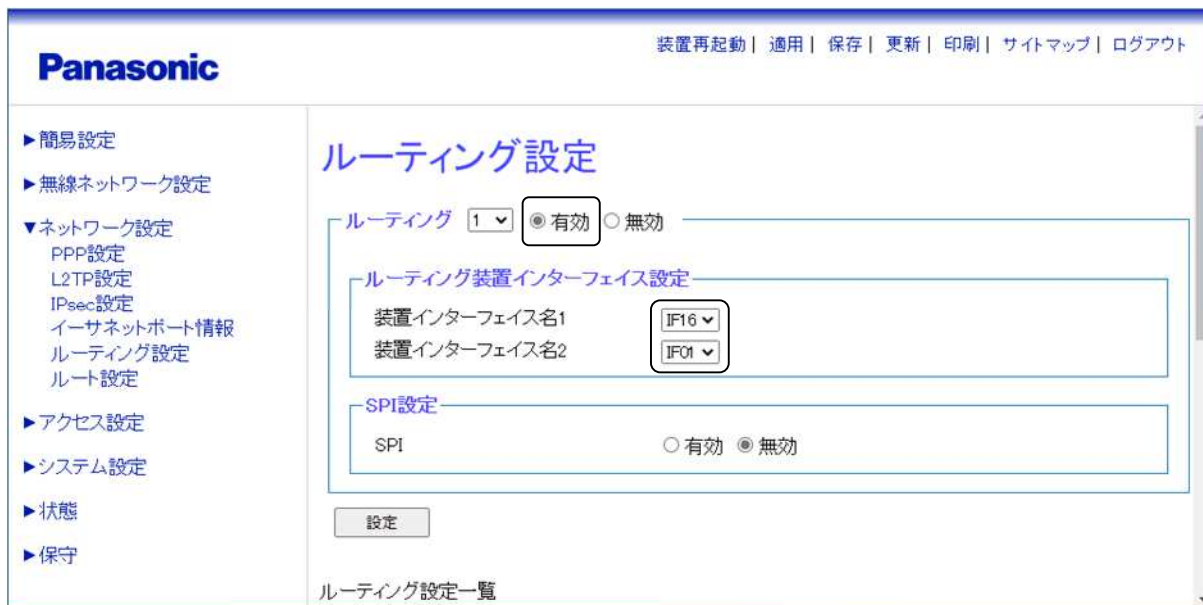 装置再起動| 適用| 保存| 更新| 印刷| サイトマップ| ログアウト
Panasonic
►簡易設定
►無線ネットワーク設定
▼ネットワーク設定
PPP設定
L2TP設定
IPsec設定
イーサネットポート情報
ルーティング設定
ルート設定
►アクセス設定
►システム設定
►状態
►保守
ルーティング設定
ルーティング 1 有効 無効
ルーティング装置インターフェイス設定
装置インターフェイス名1 IF16
装置インターフェイス名2 IF01
SPI設定
SPI 有効 無効
設定
ルーティング設定一覧